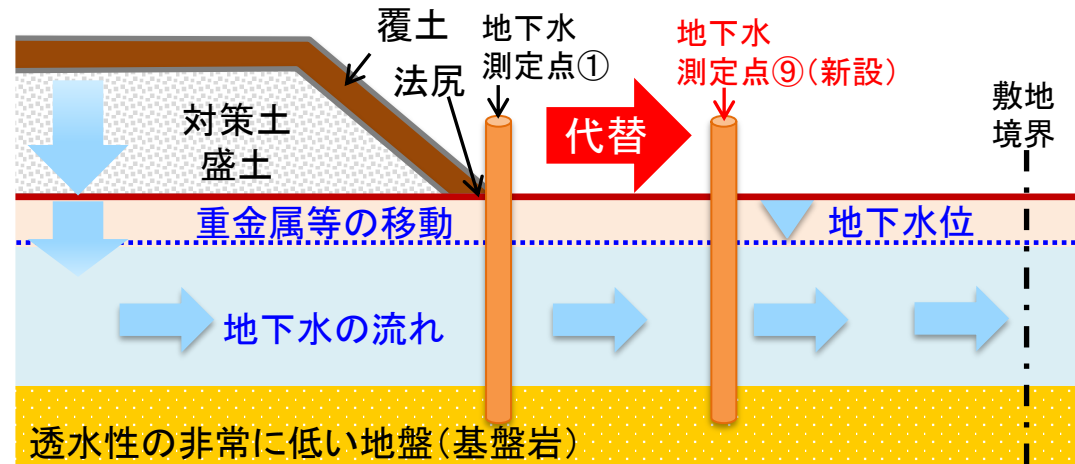 覆土
地下水
測定点①
地下水
測定点⑨(新設)
法尻
敷地
境界
対策土
盛土
代替
重金属等の移動
地下水位
地下水の流れ
透水性の非常に低い地盤(基盤岩)